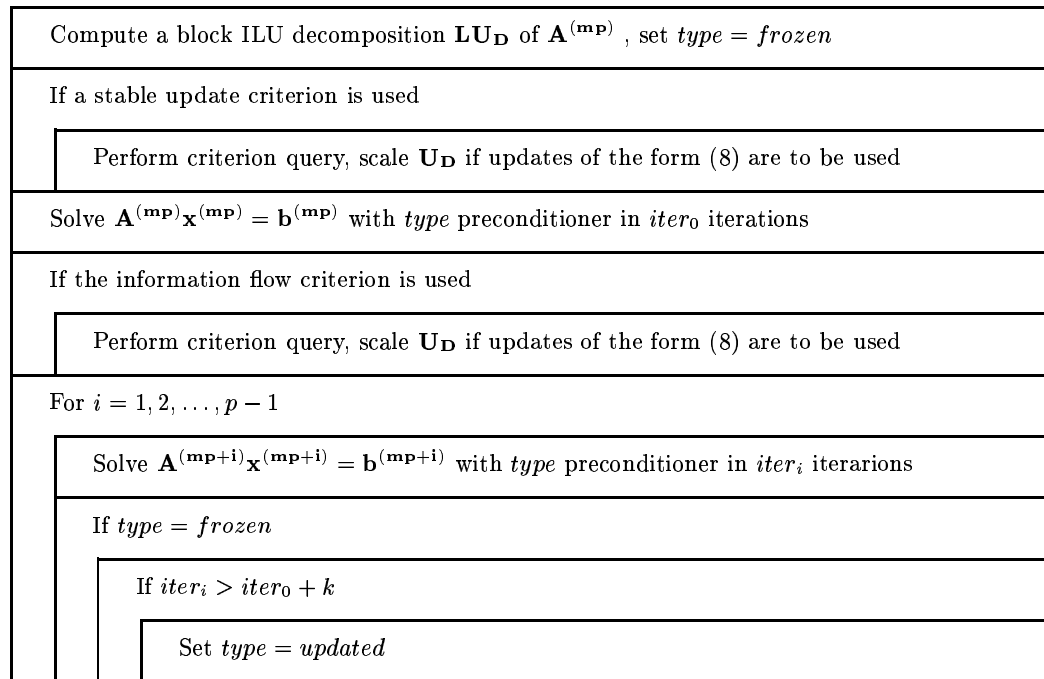 Compute a block ILU decomposition LU_D of A^(mp) , set type = frozen
If a stable update criterion is used
Perform criterion query, scale U_D if updates of the form (8) are to be used
Solve A^(mp)x^(mp) = b^(mp) with type preconditioner in iter_0 iterations
If the information flow criterion is used
Perform criterion query, scale U_D if updates of the form (8) are to be used
For i = 1, 2, . . . , p − 1
Solve A^(mp+i)x^(mp+i) = b^(mp+i) with type preconditioner in iter_i iterarions
If type = frozen
If iter_i > iter_0 + k
Set type = updated